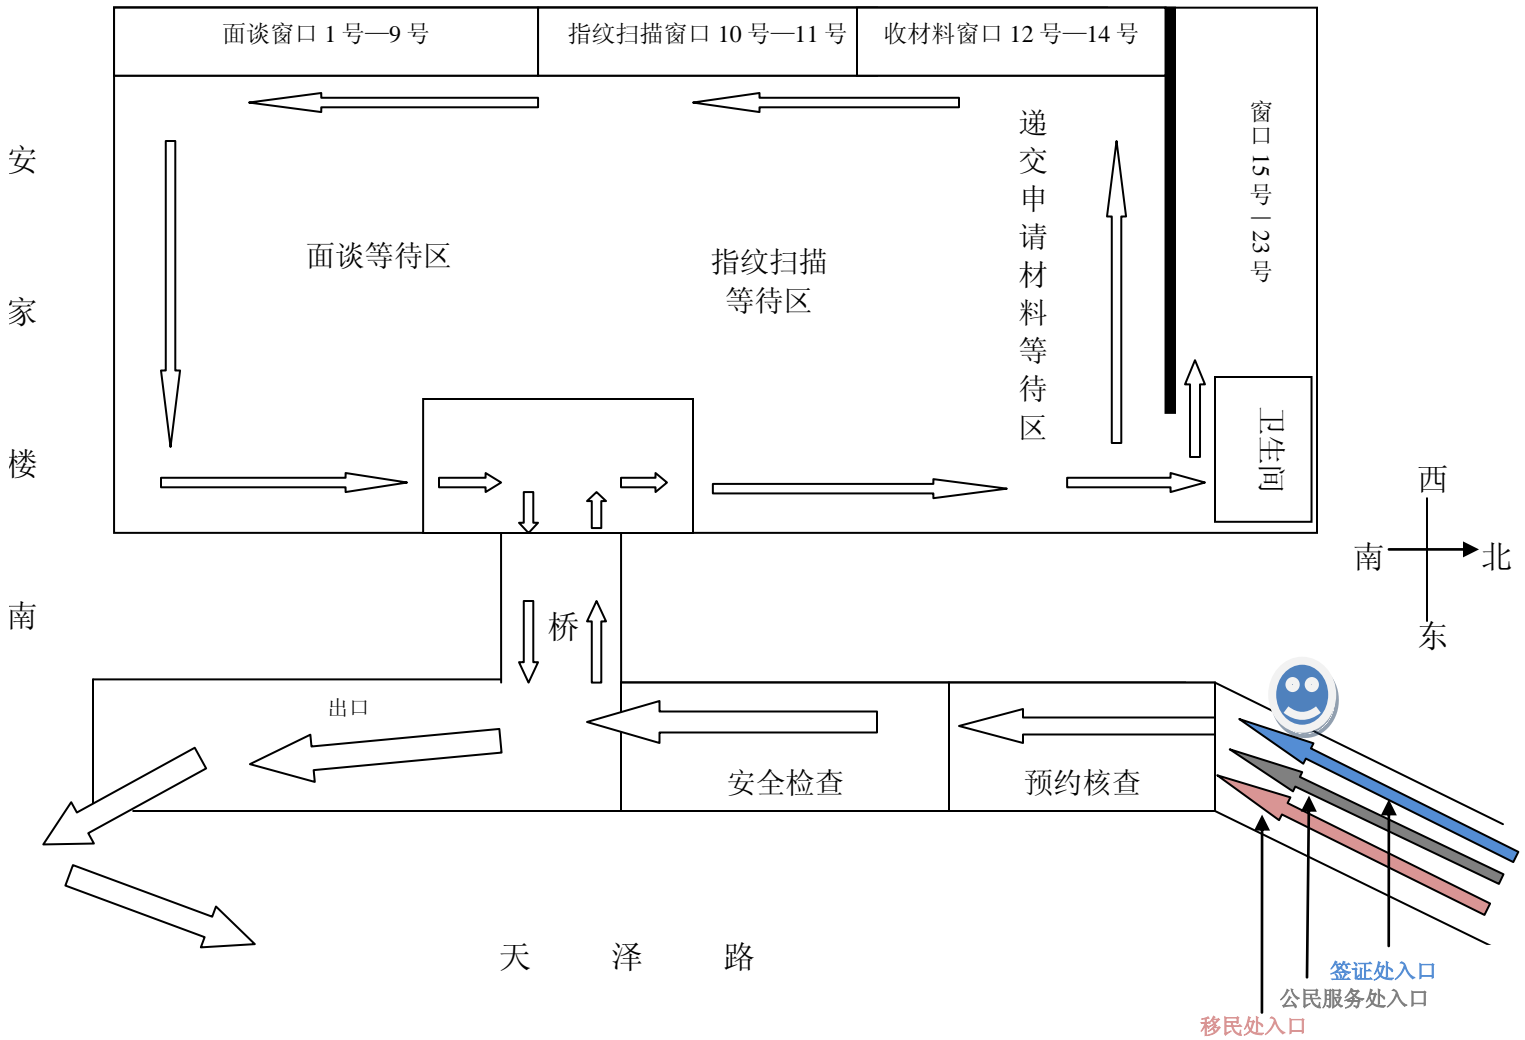 面谈窗口 1 号—9 号
指纹扫描窗口 10 号—11 号
收材料窗口 12 号—14 号
窗口 15 号 | 23 号
递交申请材料等待区
面谈等待区
指纹扫描
等待区
卫生间
安家楼南
西
南
北
东
桥
出口
安全检查
预约核查
天泽路
签证处入口
公民服务处入口
移民处入口